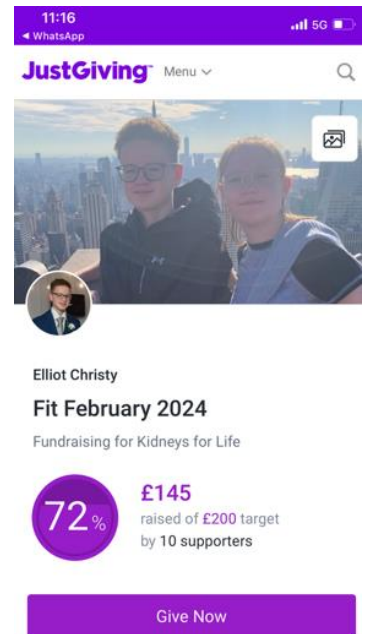 11:16
5G
◄ WhatsApp
JustGiving™ Menu
Elliot Christy
Fit February 2024
Fundraising for Kidneys for Life
72%
£145
raised of £200 target
by 10 supporters
Give Now